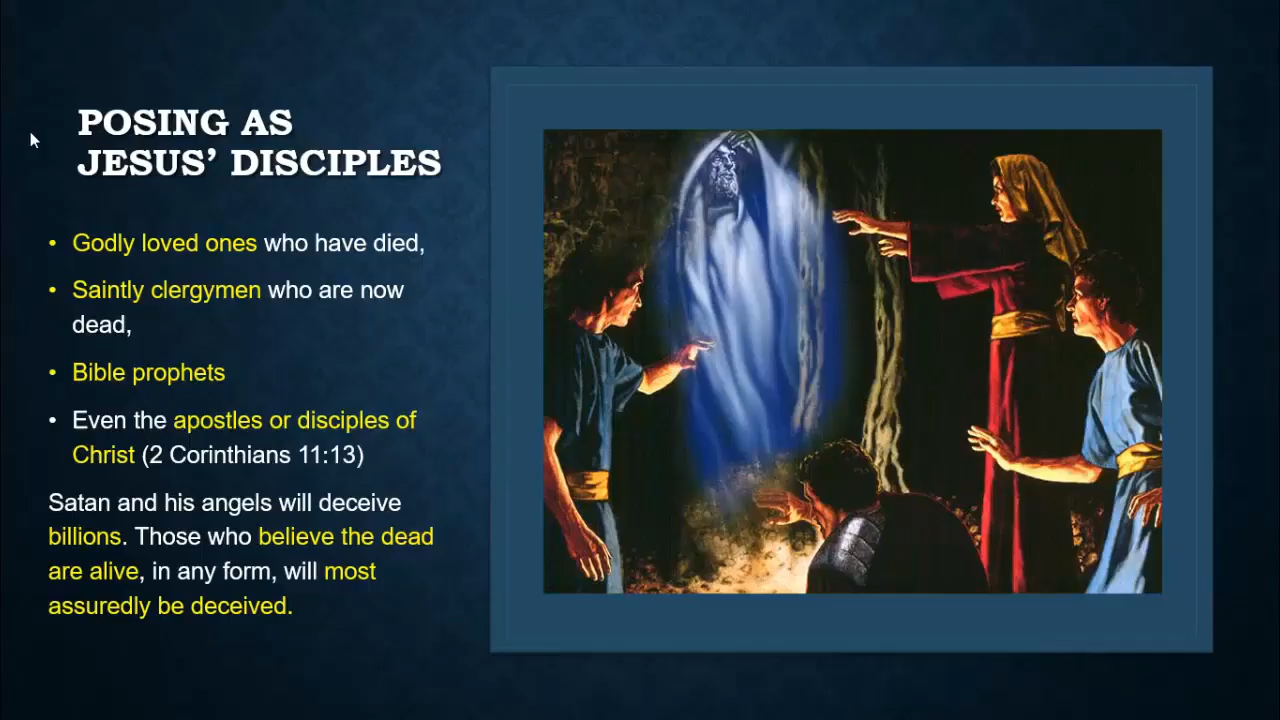 POSING AS
JESUS’ DISCIPLES
• Godly loved ones who have died,
• Saintly clergymen who are now
dead,
• Bible prophets
• Even the apostles or disciples of
Christ (2 Corinthians 11:13)
Satan and his angels will deceive
billions. Those who believe the dead
are alive, in any form, will most
assuredly be deceived.